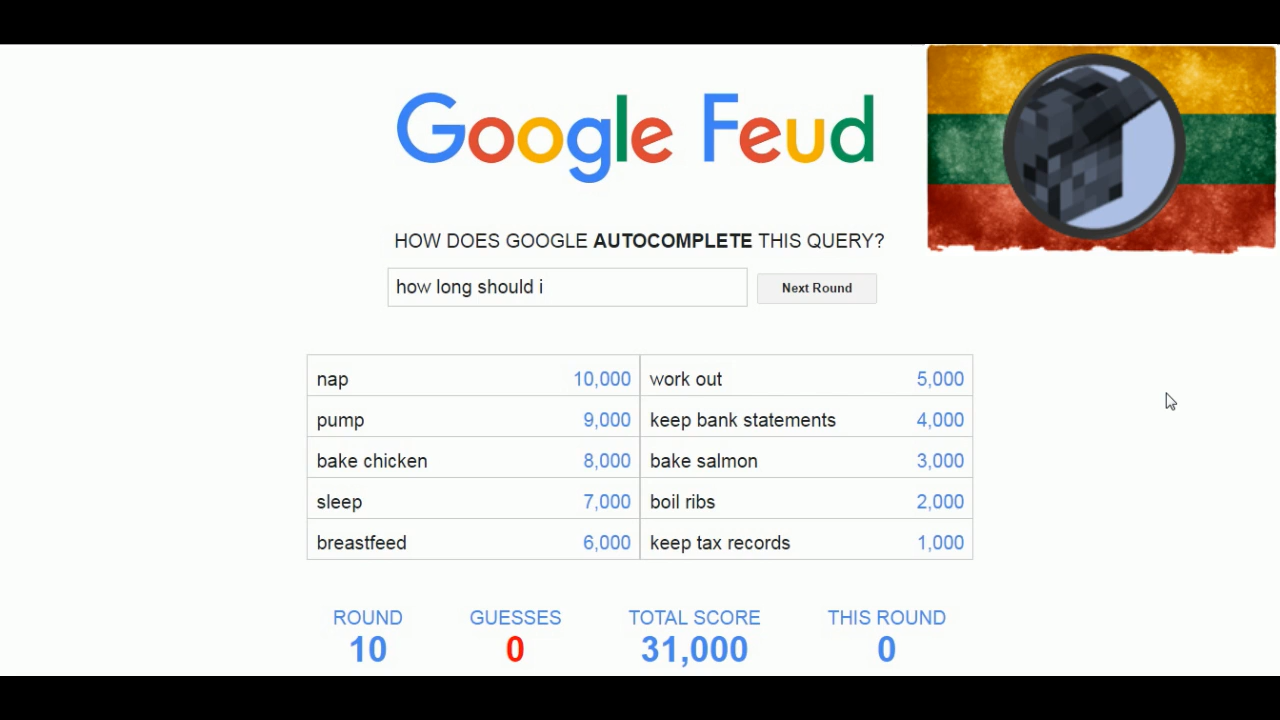 Google Feud
HOW DOES GOOGLE AUTOCOMPLETE THIS QUERY?
how long should i
Next Round
nap 10,000 work out 5,000
pump 9,000 keep bank statements 4,000
bake chicken 8,000 bake salmon 3,000
sleep 7,000 boil ribs 2,000
breastfeed 6,000 keep tax records 1,000
ROUND GUESSES TOTAL SCORE THIS ROUND
10 0 31,000 0